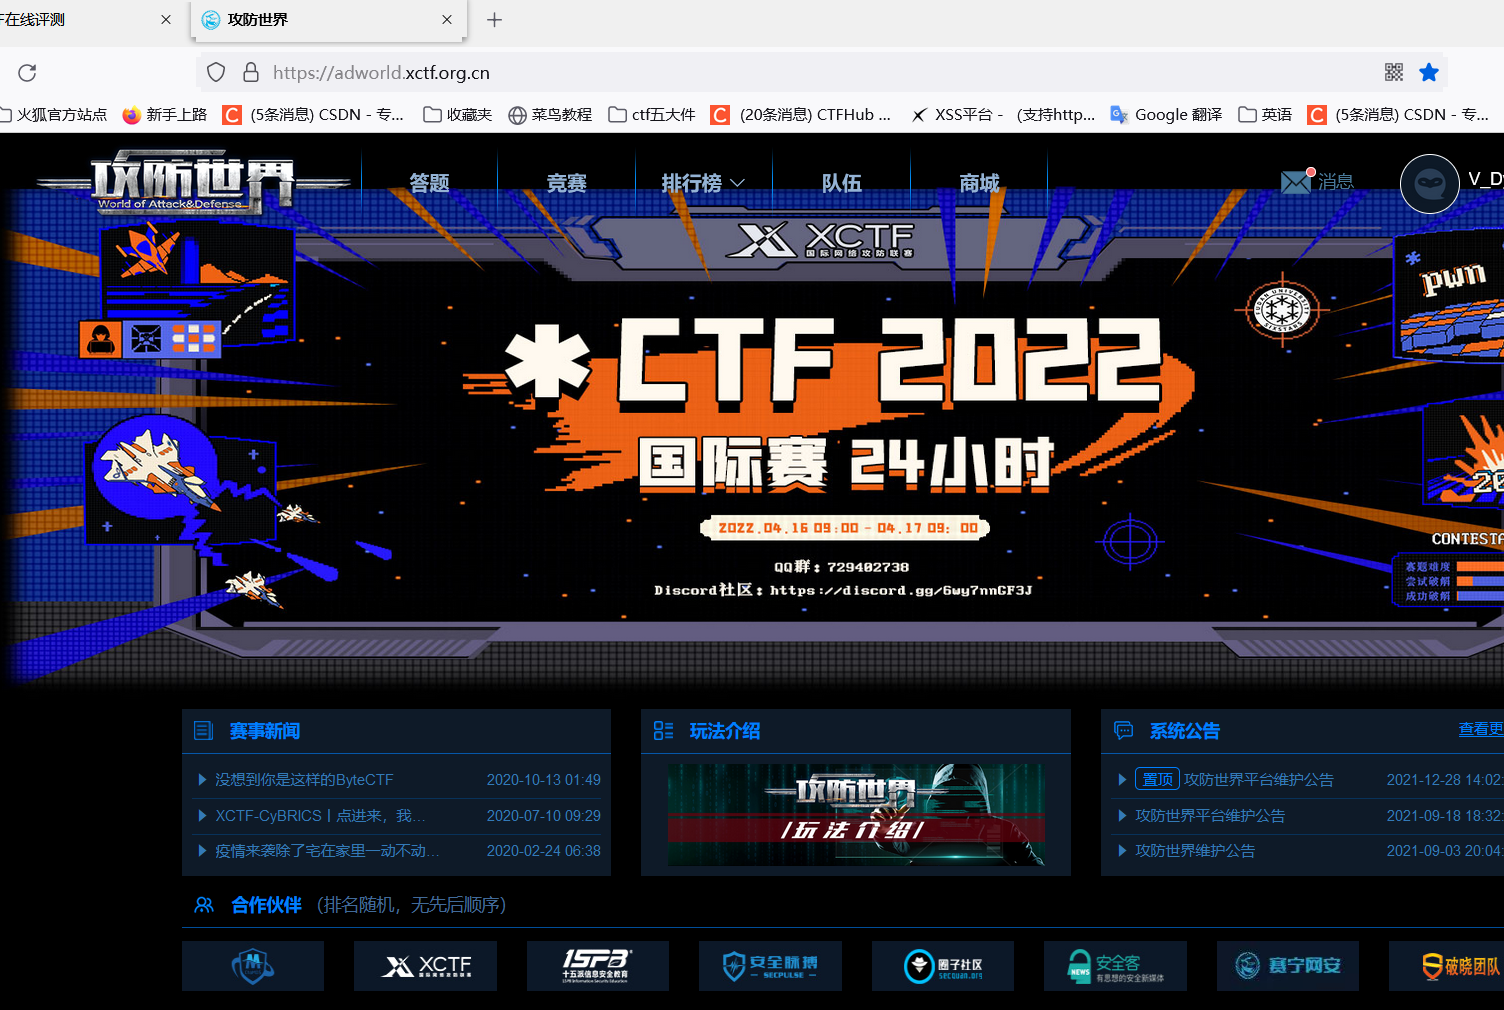 F在线评测
攻防世界
https://adworld.xctf.org.cn
火狐官方站点
新手上路
(5条消息) CSDN - 专...
收藏夹
菜鸟教程
ctf五大件
(20条消息) CTFHub ...
XSS平台 - (支持http...
Google 翻译
英语
(5条消息) CSDN - 专...
攻防世界
World of Attack&Defense
答题
竞赛
排行榜
队伍
商城
消息
V_Dy
XCTF
国际网络攻防联赛
pwn
*CTF 2022
国际赛 24小时
2022.04.16 09:00 - 04.17 09: 00
QQ群: 729402738
Discord社区: https://discord.gg/6wy7nnGF3J
CONTESTA
赛题难度
尝试破解
成功破解
赛事新闻
没想到你是这样的ByteCTF 2020-10-13 01:49
XCTF-CyBRICS丨点进来，我... 2020-07-10 09:29
疫情来袭除了宅在家里一动不动... 2020-02-24 06:38
玩法介绍
攻防世界
/玩法介绍/
系统公告
查看更
置顶 攻防世界平台维护公告 2021-12-28 14:02:
攻防世界平台维护公告 2021-09-18 18:32:
攻防世界维护公告 2021-09-03 20:04:
合作伙伴 (排名随机，无先后顺序)
XCTF
国际网络攻防联赛
15PB
十五派信息安全教育
安全脉搏
SECPULSE
圈子社区
secquan.org
NEWS
安全客
有思想的安全新媒体
赛宁网安
破晓团队